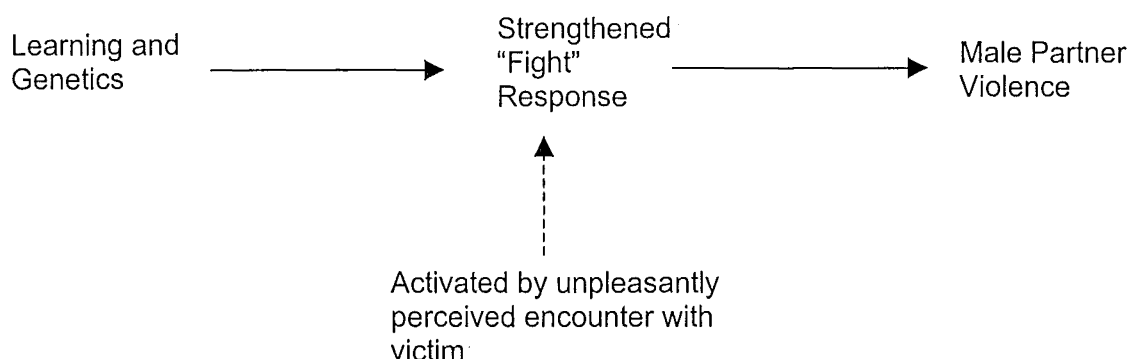 Learning and
Genetics
Strengthened
“Fight”
Response
Male Partner
Violence
Activated by unpleasantly
perceived encounter with
victim